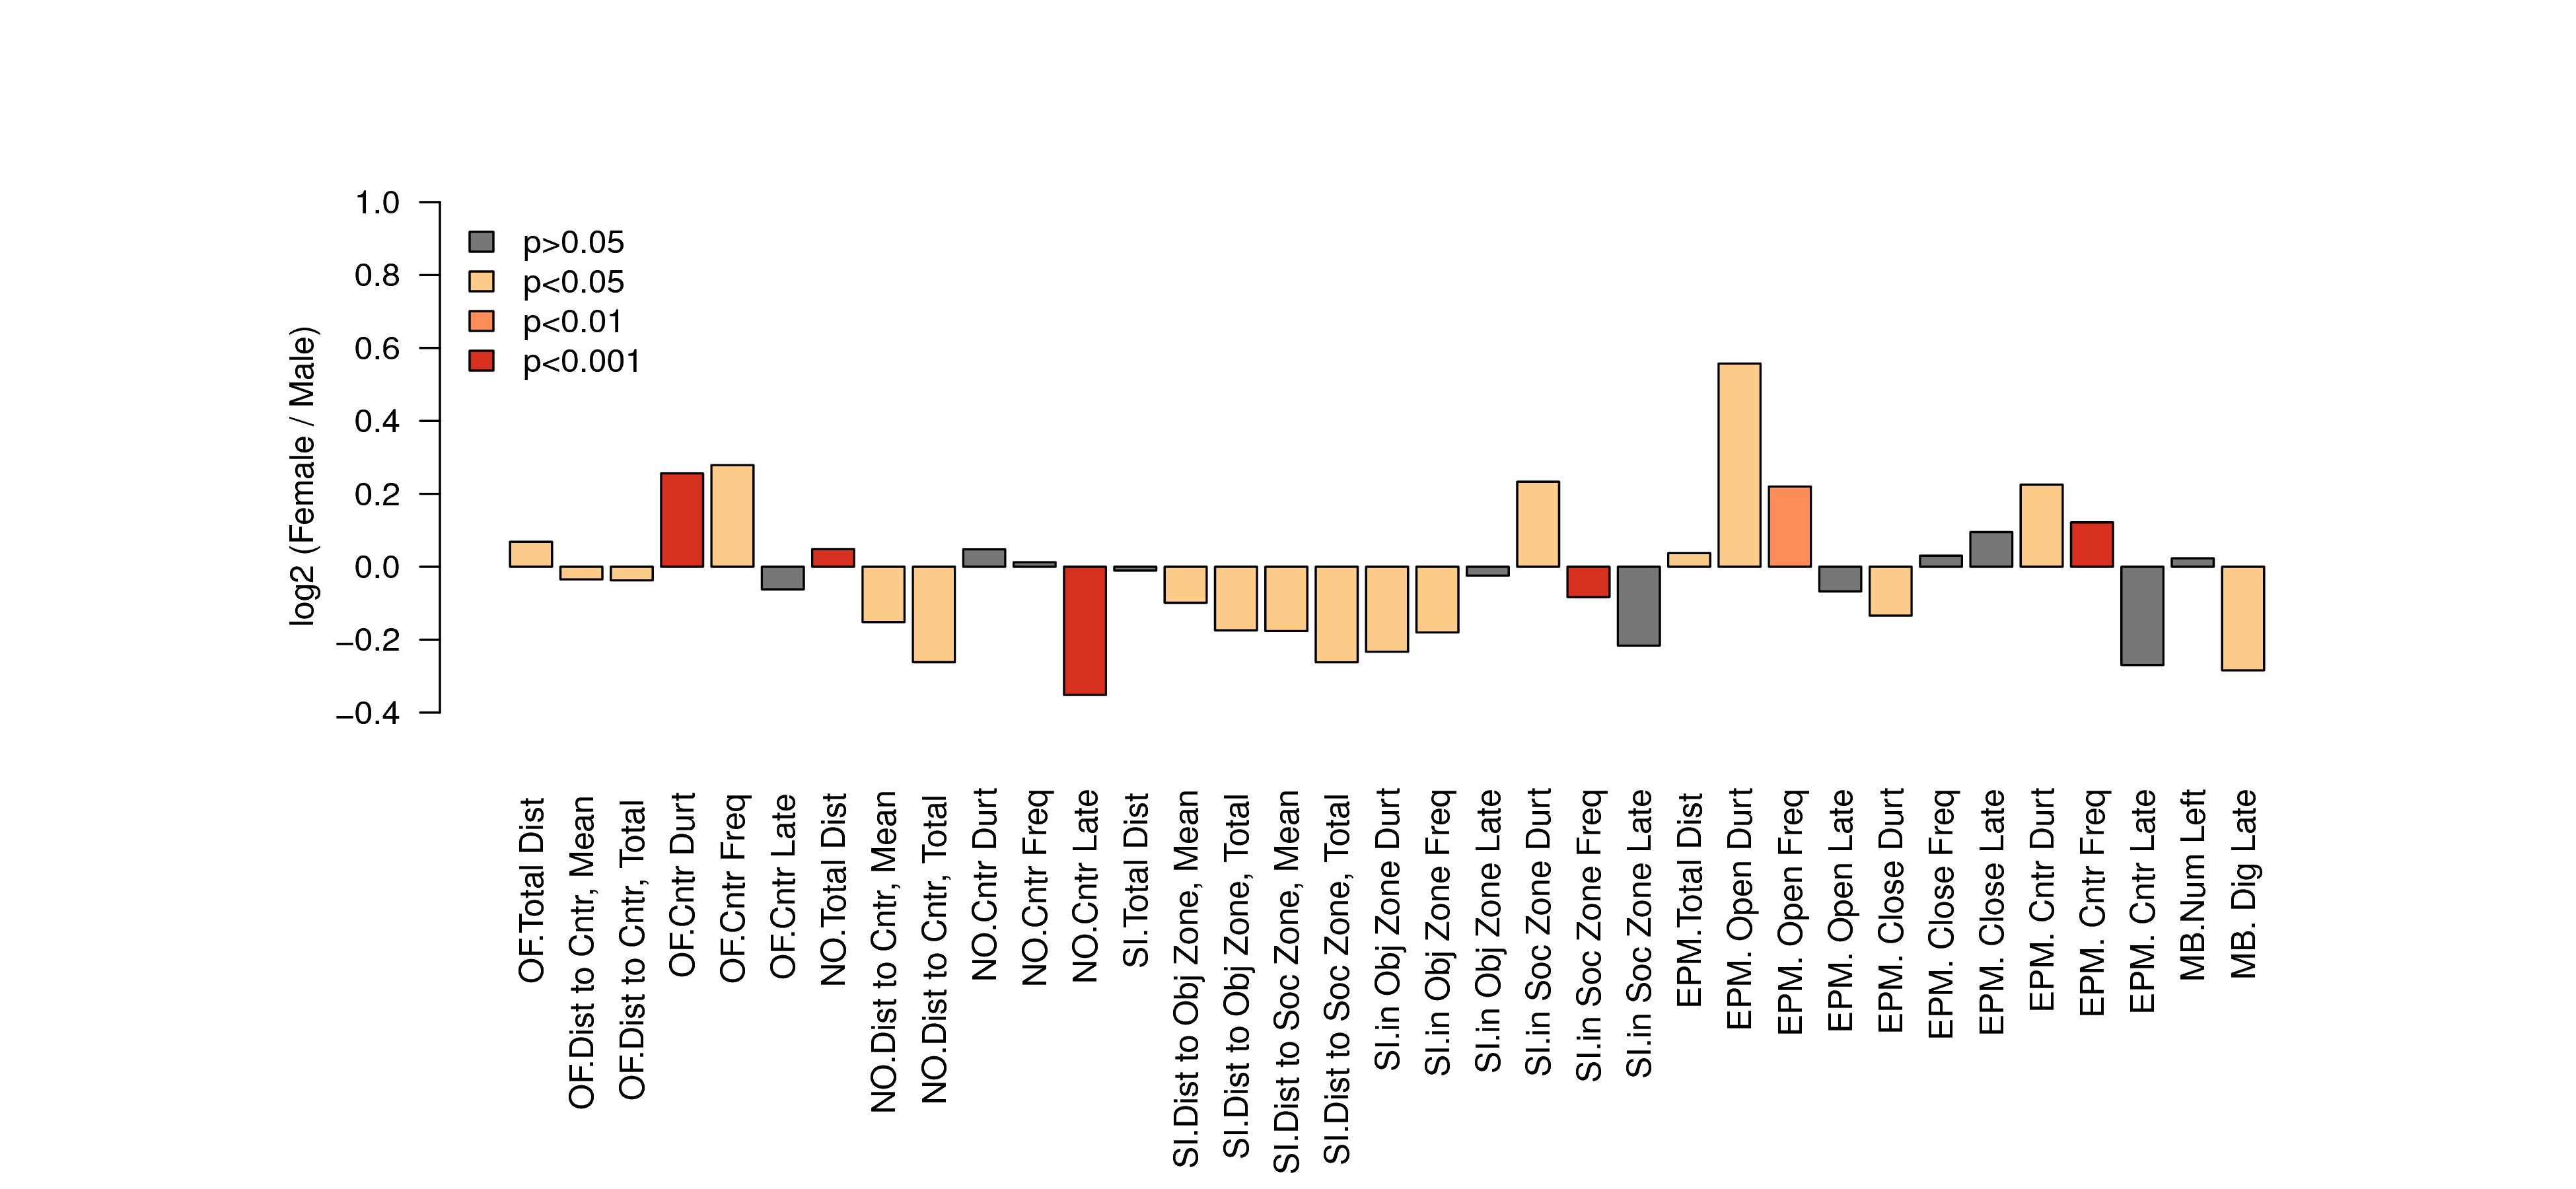 log2 (Female / Male)
1.0
0.8
0.6
0.4
0.2
0.0
−0.2
−0.4
p>0.05
p<0.05
p<0.01
p<0.001
OF.Total Dist
OF.Dist to Cntr, Mean
OF.Dist to Cntr, Total
OF.Cntr Durt
OF.Cntr Freq
OF.Cntr Late
NO.Total Dist
NO.Dist to Cntr, Mean
NO.Dist to Cntr, Total
NO.Cntr Durt
NO.Cntr Freq
NO.Cntr Late
SI.Total Dist
SI.Dist to Obj Zone, Mean
SI.Dist to Obj Zone, Total
SI.Dist to Soc Zone, Mean
SI.Dist to Soc Zone, Total
SI.in Obj Zone Durt
SI.in Obj Zone Freq
SI.in Obj Zone Late
SI.in Soc Zone Durt
SI.in Soc Zone Freq
SI.in Soc Zone Late
EPM.Total Dist
EPM. Open Durt
EPM. Open Freq
EPM. Open Late
EPM. Close Durt
EPM. Close Freq
EPM. Close Late
EPM. Cntr Durt
EPM. Cntr Freq
EPM. Cntr Late
MB.Num Left
MB. Dig Late